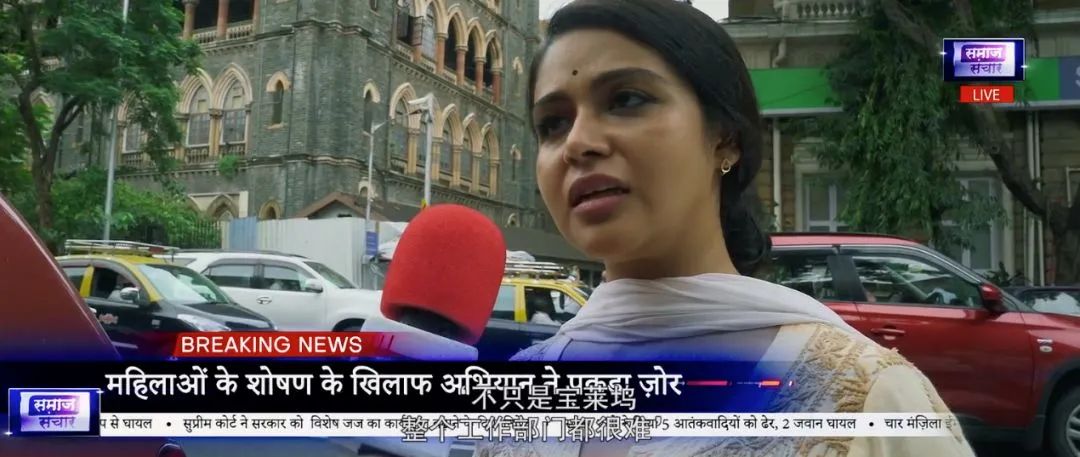 समाज
संचार
LIVE
BREAKING NEWS
महिलाओं के शोषण के खिलाफ अभियान ने पकड़ा ज़ोर
不只是宝莱坞
समाज
संचार
प से घायल • सुप्रीम कोर्ट ने सरकार को विशेष जज का 5 आतंकवादियों को ढेर, 2 जवान घायल • चार मंज़िला
整个工作部门都很难